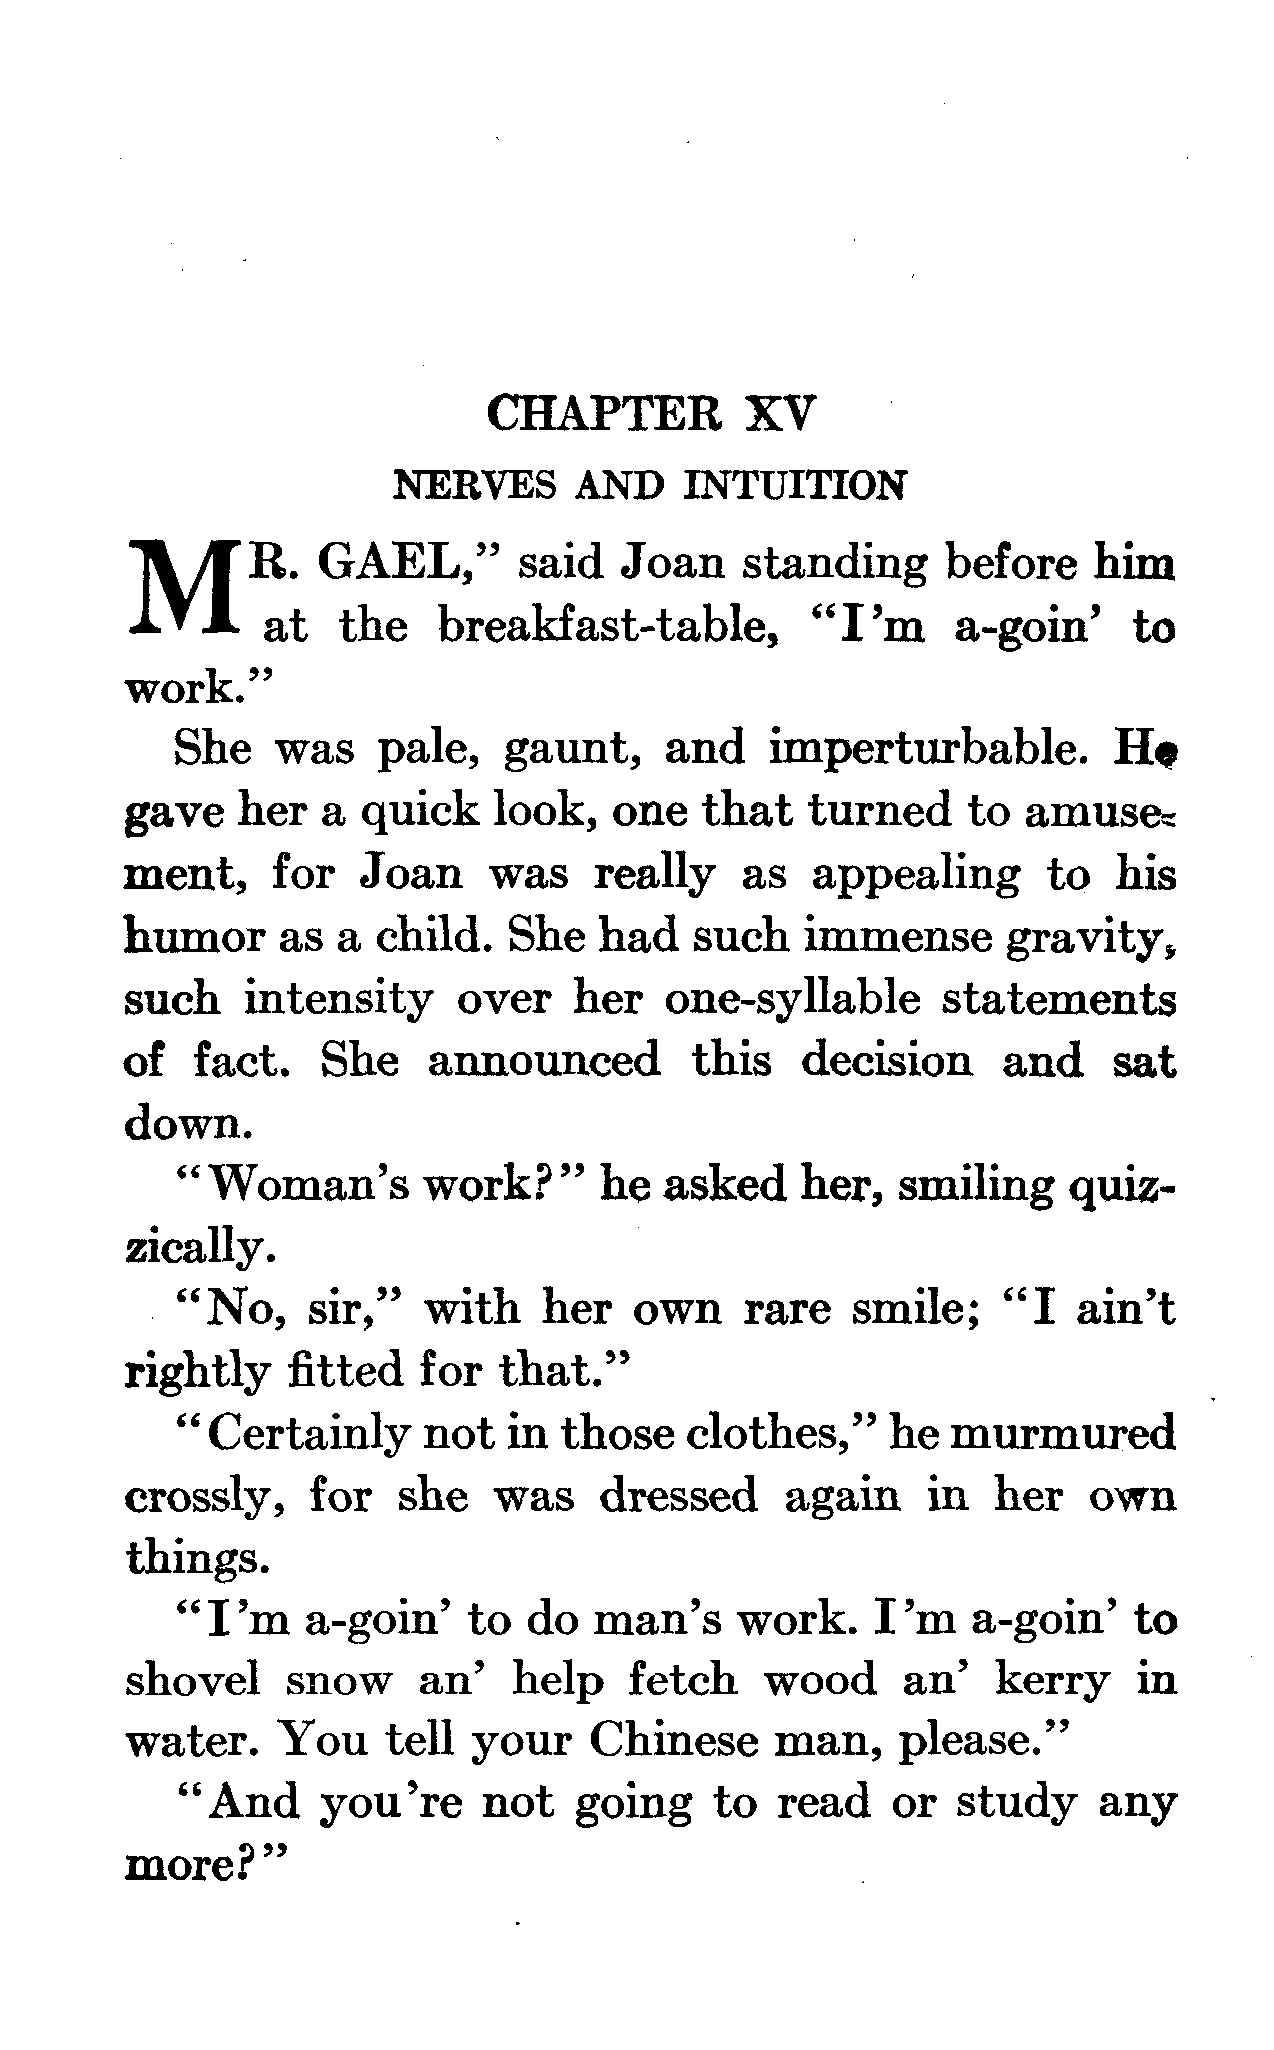 CHAPTER XV
NERVES AND INTUITION
MR. GAEL," said Joan standing before him
at the breakfast-table, "I'm a-goin' to
work."
She was pale, gaunt, and imperturbable. He
gave her a quick look, one that turned to amuse-
ment, for Joan was really as appealing to his
humor as a child. She had such immense gravity,
such intensity over her one-syllable statements
of fact. She announced this decision and sat
down.
"Woman's work?" he asked her, smiling quiz-
zically.
"No, sir," with her own rare smile; "I ain't
rightly fitted for that."
"Certainly not in those clothes," he murmured
crossly, for she was dressed again in her own
things.
"I'm a-goin' to do man's work. I'm a-goin' to
shovel snow an' help fetch wood an' kerry in
water. You tell your Chinese man, please."
"And you're not going to read or study any
more?"